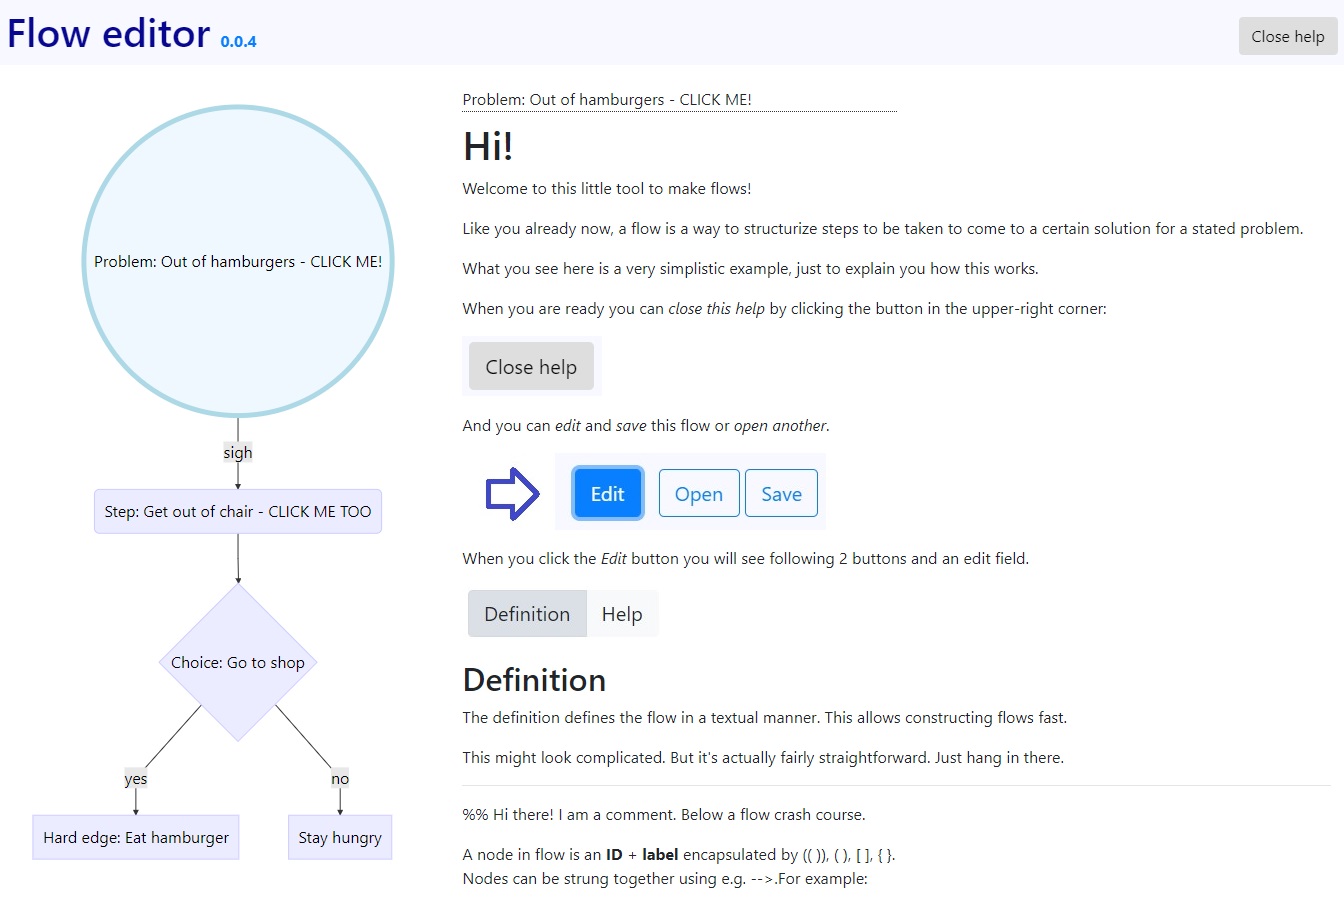 Flow editor 0.0.4
Close help
Problem: Out of hamburgers - CLICK ME!
sigh
Step: Get out of chair - CLICK ME TOO
Choice: Go to shop
yes
no
Hard edge: Eat hamburger
Stay hungry
Problem: Out of hamburgers - CLICK ME!
Hi!
Welcome to this little tool to make flows!
Like you already now, a flow is a way to structurize steps to be taken to come to a certain solution for a stated problem.
What you see here is a very simplistic example, just to explain you how this works.
When you are ready you can close this help by clicking the button in the upper-right corner:
Close help
And you can edit and save this flow or open another.
Edit Open Save
When you click the Edit button you will see following 2 buttons and an edit field.
Definition Help
Definition
The definition defines the flow in a textual manner. This allows constructing flows fast.
This might look complicated. But it's actually fairly straightforward. Just hang in there.
%% Hi there! I am a comment. Below a flow crash course.
A node in flow is an ID + label encapsulated by (( )), ( ), [ ], { }.
Nodes can be strung together using e.g. -->.For example: